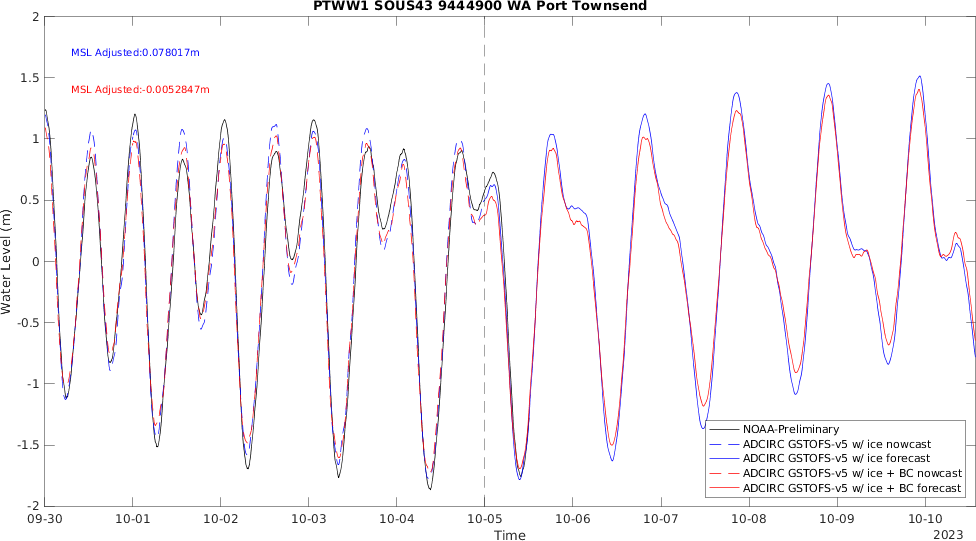 PTWW1 SOUS43 9444900 WA Port Townsend
MSL Adjusted:0.078017m
MSL Adjusted:-0.0052847m
Water Level (m)
2
1.5
1
0.5
0
-0.5
-1
-1.5
-2
NOAA-Preliminary
ADCIRC GSTOFS-v5 w/ ice nowcast
ADCIRC GSTOFS-v5 w/ ice forecast
ADCIRC GSTOFS-v5 w/ ice + BC nowcast
ADCIRC GSTOFS-v5 w/ ice + BC forecast
09-30 10-01 10-02 10-03 10-04 10-05 10-06 10-07 10-08 10-09 10-10
Time
2023